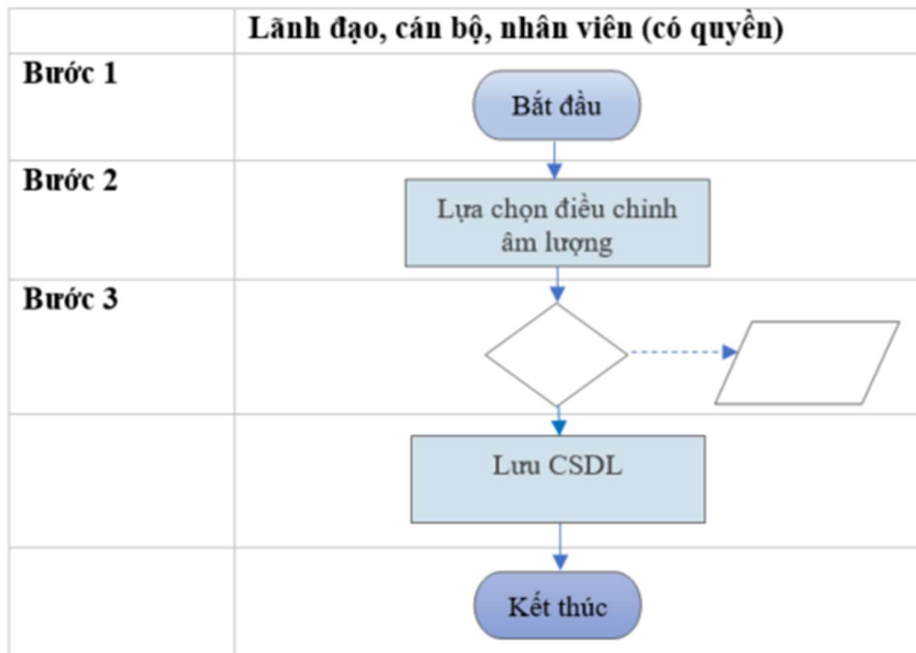 Lãnh đạo, cán bộ, nhân viên (có quyền)
Bước 1
Bắt đầu
Bước 2
Lựa chọn điều chỉnh
âm lượng
Bước 3
Lưu CSDL
Kết thúc